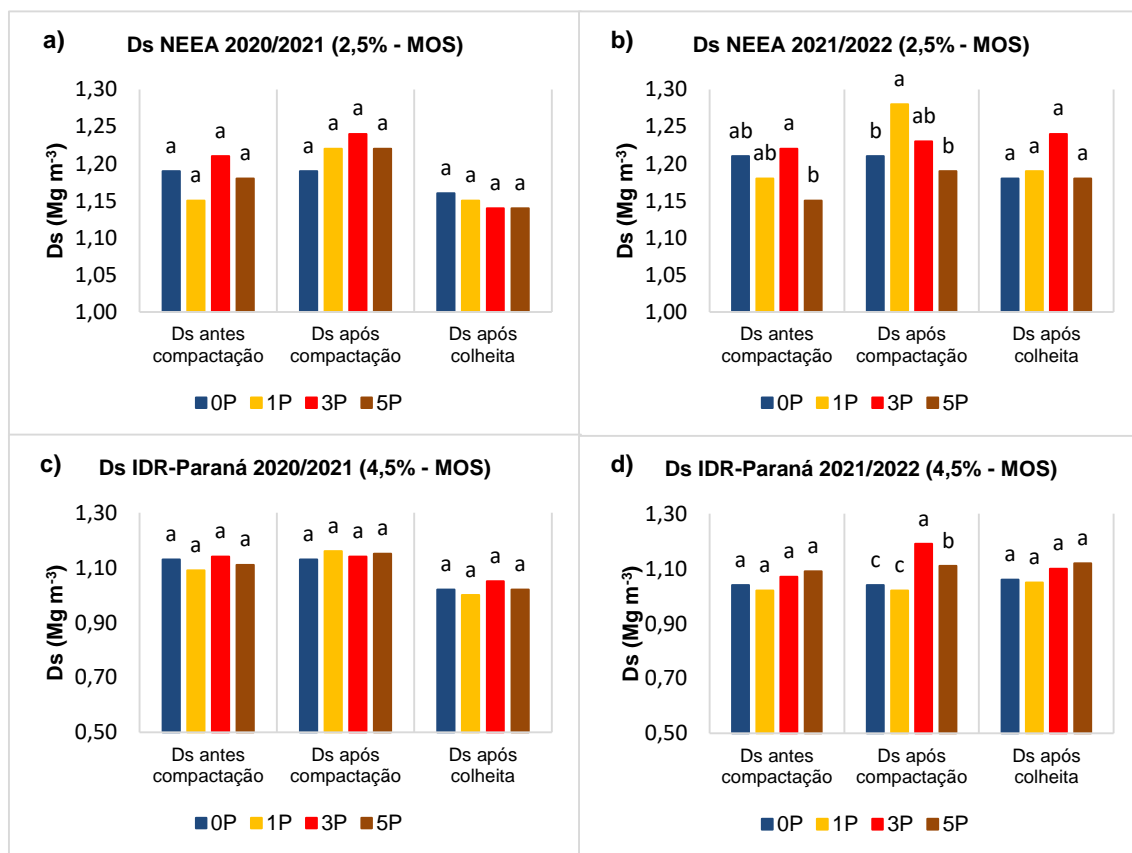 a) Ds NEEA 2020/2021 (2,5% - MOS)
Ds (Mg m-3)
1,30
1,25
1,20
1,15
1,10
1,05
1,00
a a a a
a a a a
a a a a
Ds antes compactação
Ds após compactação
Ds após colheita
0P 1P 3P 5P
b) Ds NEEA 2021/2022 (2,5% - MOS)
Ds (Mg m-3)
1,30
1,25
1,20
1,15
1,10
1,05
1,00
ab ab a b
b a ab b
a a a a
Ds antes compactação
Ds após compactação
Ds após colheita
0P 1P 3P 5P
c) Ds IDR-Paraná 2020/2021 (4,5% - MOS)
Ds (Mg m-3)
1,30
1,10
0,90
0,70
0,50
a a a a
a a a a
a a a a
Ds antes compactação
Ds após compactação
Ds após colheita
0P 1P 3P 5P
d) Ds IDR-Paraná 2021/2022 (4,5% - MOS)
Ds (Mg m-3)
1,30
1,10
0,90
0,70
0,50
a a a a
c c a b
a a a a
Ds antes compactação
Ds após compactação
Ds após colheita
0P 1P 3P 5P